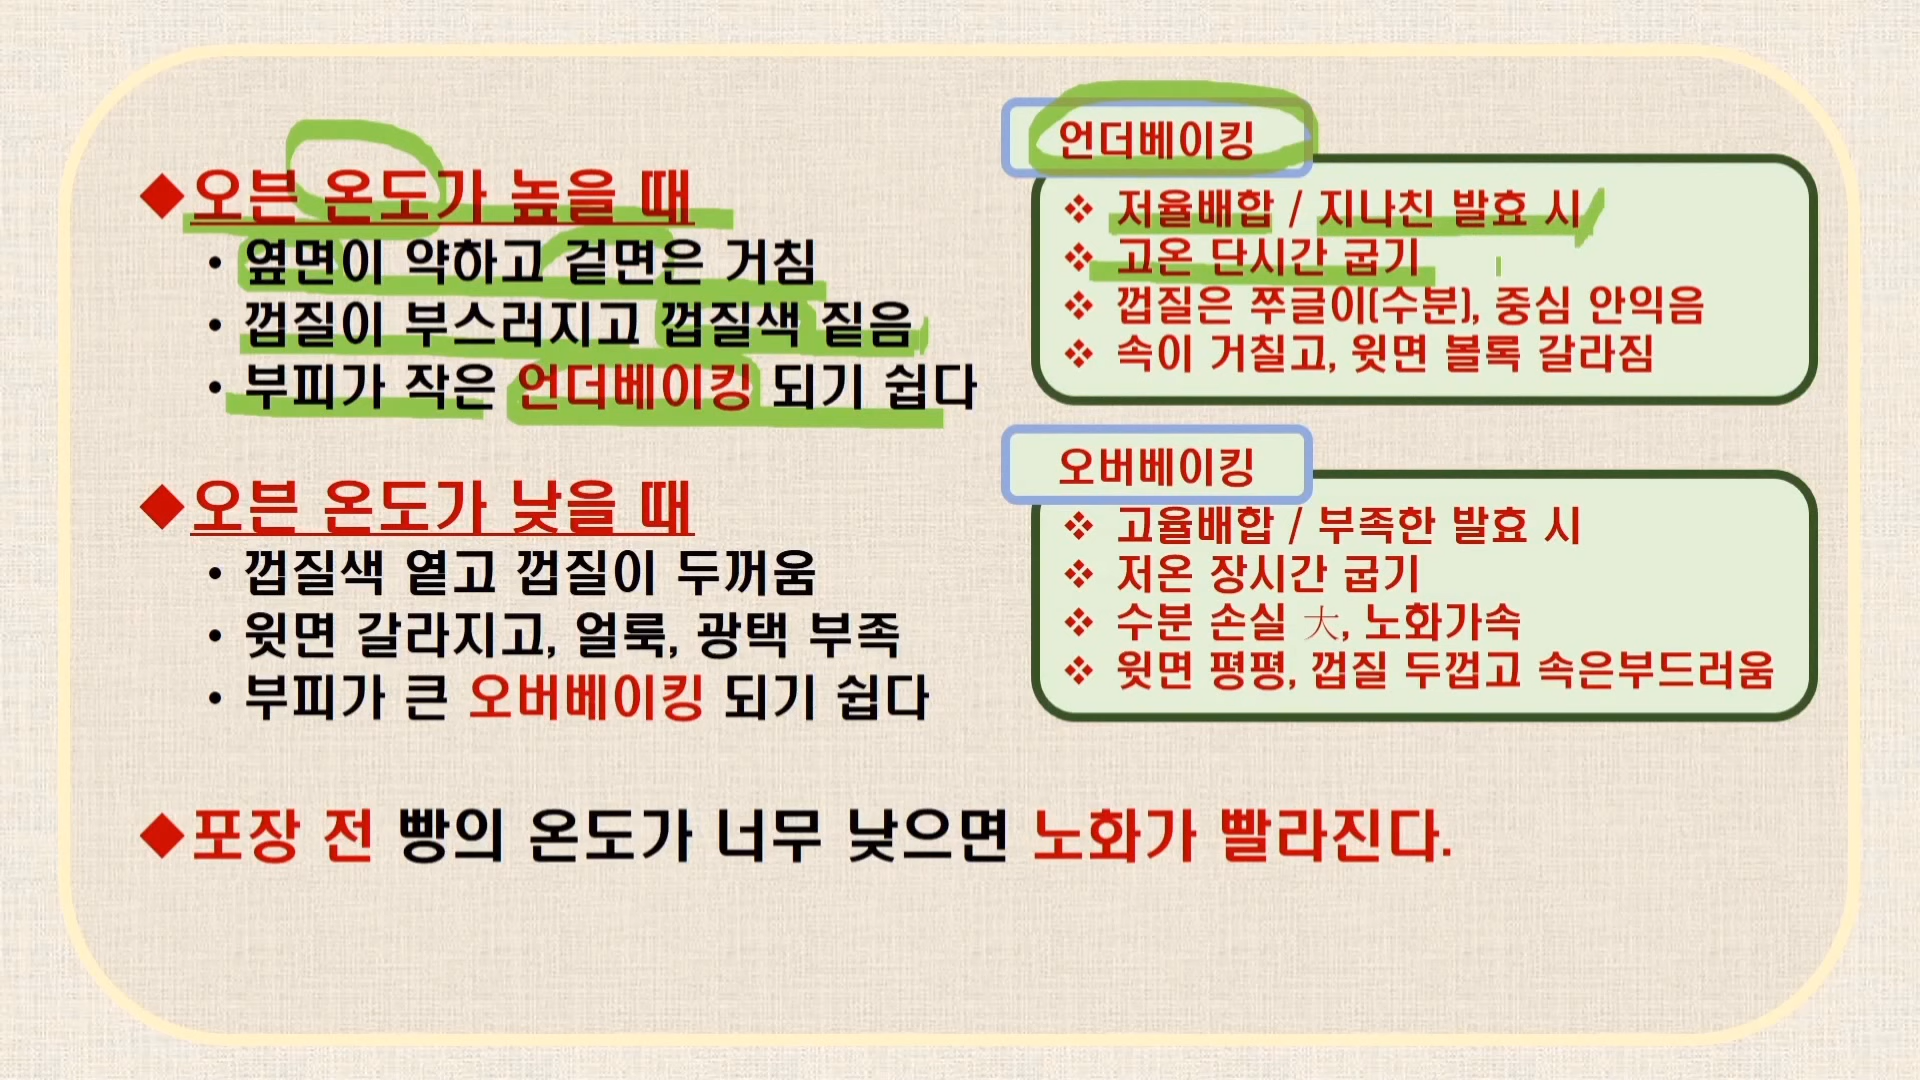 ◆오븐 온도가 높을 때
• 옆면이 약하고 겉면은 거침
• 껍질이 부스러지고 껍질색 짙음
• 부피가 작은 언더베이킹 되기 쉽다
◆오븐 온도가 낮을 때
• 껍질색 옅고 껍질이 두꺼움
• 윗면 갈라지고, 얼룩, 광택 부족
• 부피가 큰 오버베이킹 되기 쉽다
◆포장 전 빵의 온도가 너무 낮으면 노화가 빨라진다.
언더베이킹
❖ 저율배합 / 지나친 발효 시
❖ 고온 단시간 굽기
❖ 껍질은 쭈글이(수분), 중심 안익음
❖ 속이 거칠고, 윗면 볼록 갈라짐
오버베이킹
❖ 고율배합 / 부족한 발효 시
❖ 저온 장시간 굽기
❖ 수분 손실 大, 노화가속
❖ 윗면 평평, 껍질 두껍고 속은부드러움